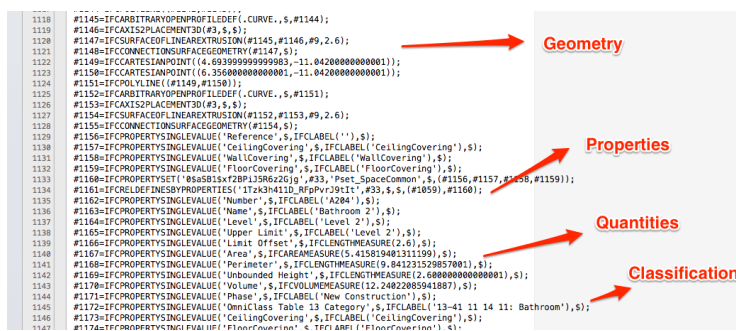 1118 #1145=IFCARBITRARYOPENPROFILEDEF(.CURVE.,$,#1144);
1119 #1146=IFCAXIS2PLACEMENT3D(#3,$,$);
1120 #1147=IFCSURFACEOFLINEAREXTRUSION(#1145,#1146,#9,2.6);
Geometry
1121 #1148=IFCCONNECTIONSURFACEGEOMETRY(#1147,$);
1122 #1149=IFCCARTESIANPOINT((4.693999999999983,-11.04200000000001));
1123 #1150=IFCCARTESIANPOINT((6.356000000000001,-11.04200000000001));
1124 #1151=IFCPOLYLINE((#1149,#1150));
1125 #1152=IFCARBITRARYOPENPROFILEDEF(.CURVE.,$,#1151);
1126 #1153=IFCAXIS2PLACEMENT3D(#3,$,$);
1127 #1154=IFCSURFACEOFLINEAREXTRUSION(#1152,#1153,#9,2.6);
1128 #1155=IFCCONNECTIONSURFACEGEOMETRY(#1154,$);
1129 #1156=IFCPROPERTYSINGLEVALUE('Reference',$,IFCLABEL(''),$);
1130 #1157=IFCPROPERTYSINGLEVALUE('CeilingCovering',$,IFCLABEL('CeilingCovering'),$);
Properties
1131 #1158=IFCPROPERTYSINGLEVALUE('WallCovering',$,IFCLABEL('WallCovering'),$);
1132 #1159=IFCPROPERTYSINGLEVALUE('FloorCovering',$,IFCLABEL('FloorCovering'),$);
1133 #1160=IFCPROPERTYSET('0SaSB1$xf2BPiJ5R6z2Gjg',#33,'Pset_SpaceCommon',$,(#1156,#1157,#1158,#1159));
1134 #1161=IFCRELDEFINESBYPROPERTIES('1Tzk3h411D_RFpPvrJ9tIt',#33,$,$,(#1059),#1160);
1135 #1162=IFCPROPERTYSINGLEVALUE('Number',$,IFCLABEL('A204'),$);
1136 #1163=IFCPROPERTYSINGLEVALUE('Name',$,IFCLABEL('Bathroom 2'),$);
1137 #1164=IFCPROPERTYSINGLEVALUE('Level',$,IFCLABEL('Level 2'),$);
Quantities
1138 #1165=IFCPROPERTYSINGLEVALUE('Upper Limit',$,IFCLABEL('Level 2'),$);
1139 #1166=IFCPROPERTYSINGLEVALUE('Limit Offset',$,IFCLENGTHMEASURE(2.6),$);
1140 #1167=IFCPROPERTYSINGLEVALUE('Area',$,IFCAREAMEASURE(5.415819401311199),$);
1141 #1168=IFCPROPERTYSINGLEVALUE('Perimeter',$,IFCLENGTHMEASURE(9.841231529857001),$);
1142 #1169=IFCPROPERTYSINGLEVALUE('Unbounded Height',$,IFCLENGTHMEASURE(2.600000000000001),$);
Classification
1143 #1170=IFCPROPERTYSINGLEVALUE('Volume',$,IFCVOLUMEMEASURE(12.24022085941887),$);
1144 #1171=IFCPROPERTYSINGLEVALUE('Phase',$,IFCLABEL('New Construction'),$);
1145 #1172=IFCPROPERTYSINGLEVALUE('OmniClass Table 13 Category',$,IFCLABEL('13-41 11 14 11: Bathroom'),$);
1146 #1173=IFCPROPERTYSINGLEVALUE('CeilingCovering',$,IFCLABEL('CeilingCovering'),$);
1147 #1174=IFCPROPERTYSINGLEVALUE('FloorCovering',$,IFCLABEL('FloorCovering'),$);